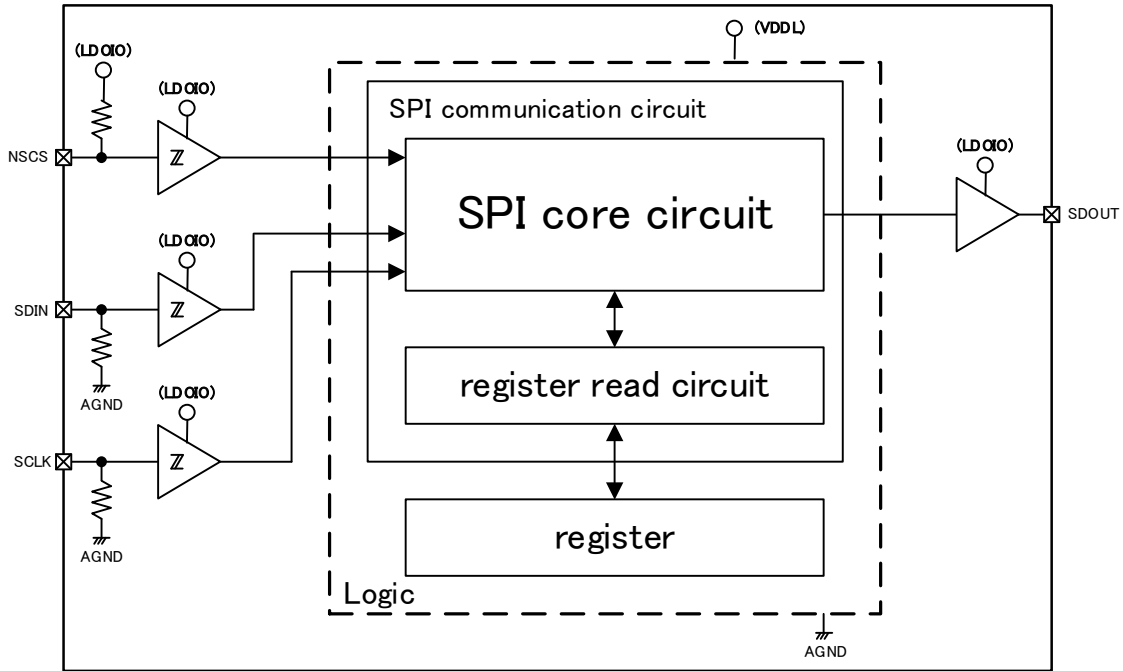 (VDDL)
(LDOIO)
(LDOIO)
SPI communication circuit
NSCS
SPI core circuit
(LDOIO)
SDOUT
(LDOIO)
SDIN
AGND
register read circuit
(LDOIO)
SCLK
AGND
register
Logic
AGND